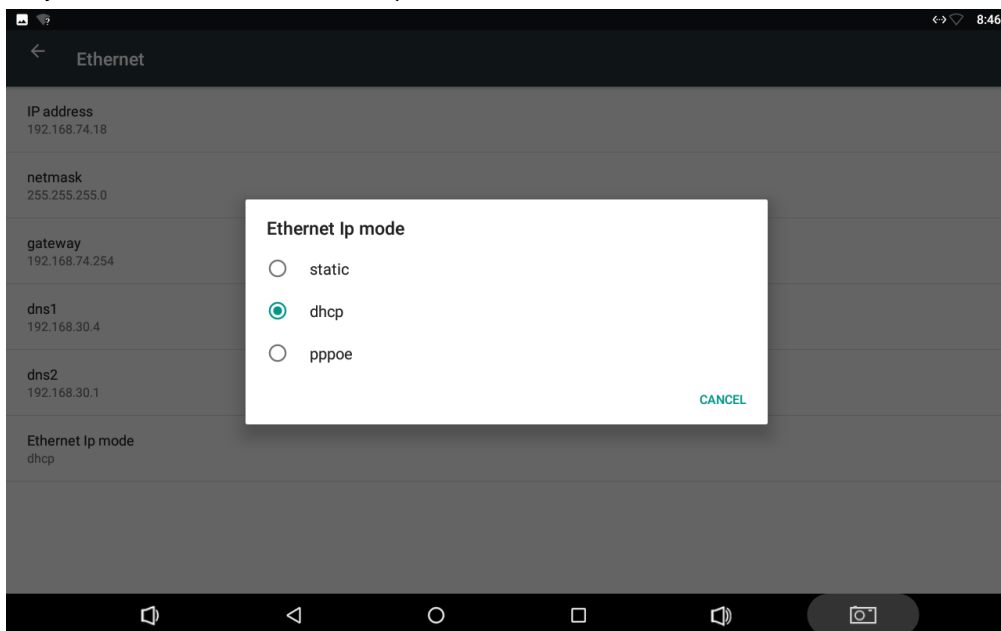 8:46
Ethernet
IP address
192.168.74.18
netmask
255.255.255.0
gateway
192.168.74.254
dns1
192.168.30.4
dns2
192.168.30.1
Ethernet Ip mode
dhcp
Ethernet Ip mode
static
dhcp
pppoe
CANCEL